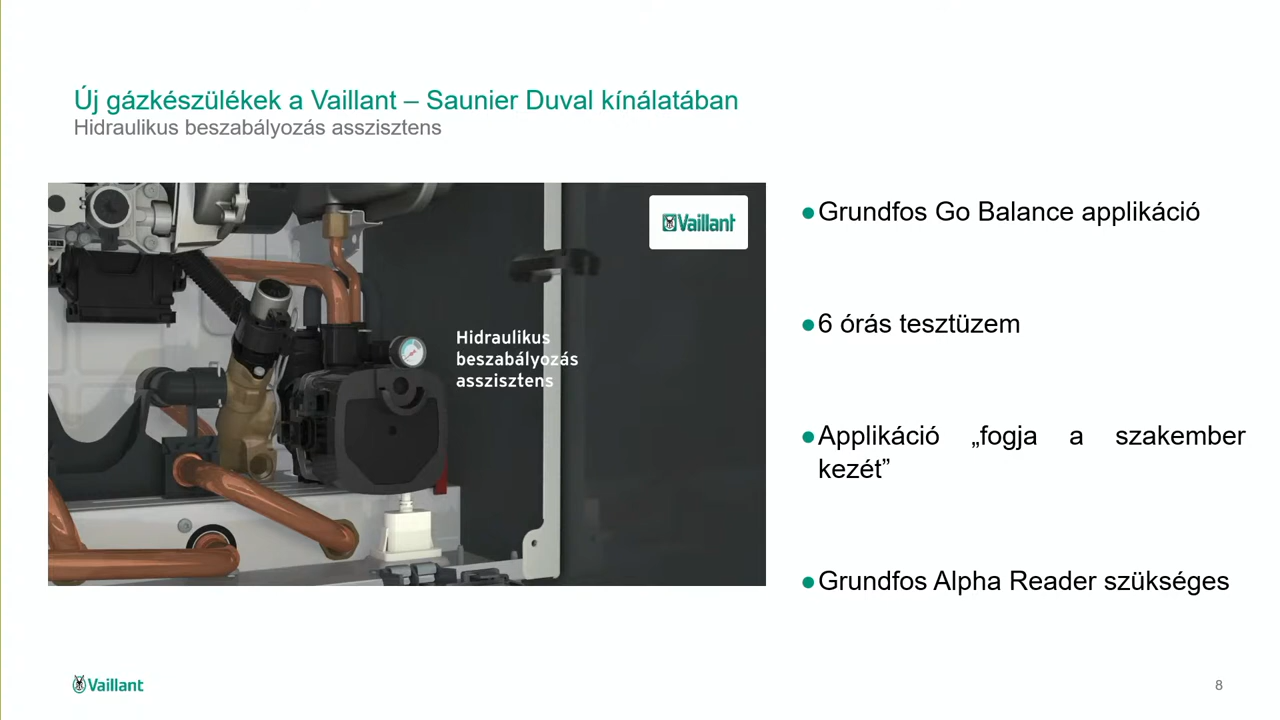 Új gázkészülékek a Vaillant – Saunier Duval kínálatában
Hidraulikus beszabályozás asszisztens
Vaillant
Hidraulikus
beszabályozás
asszisztens
●Grundfos Go Balance applikáció
●6 órás tesztüzem
●Applikáció „fogja a szakember
kezét”
●Grundfos Alpha Reader szükséges
Vaillant
8